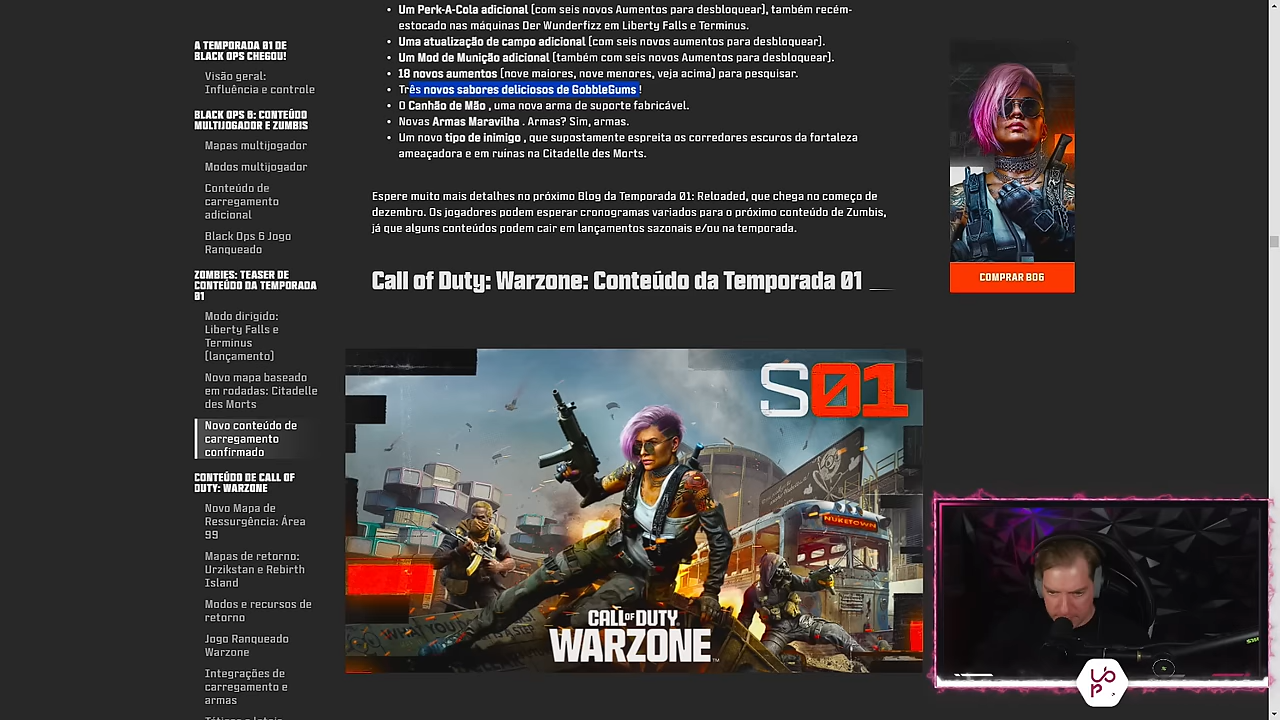 A TEMPORADA 01 DE
BLACK OPS CHEGOU!
Visão geral:
Influência e controle
BLACK OPS 6: CONTEÚDO
MULTIJOGADOR E ZUMBIS
Mapas multijogador
Modos multijogador
Conteúdo de
carregamento
adicional
Black Ops 6 Jogo
Ranqueado
ZOMBIES: TEASER DE
CONTEÚDO DA TEMPORADA
01
Modo dirigido:
Liberty Falls e
Terminus
(lançamento)
Novo mapa baseado
em rodadas: Citadelle
des Morts
Novo conteúdo de
carregamento
confirmado
CONTEÚDO DE CALL OF
DUTY: WARZONE
Novo Mapa de
Ressurgência: Área
99
Mapas de retorno:
Urzikstan e Rebirth
Island
Modos e recursos de
retorno
Jogo Ranqueado
Warzone
Integrações de
carregamento e
armas
• Um Perk-A-Cola adicional (com seis novos Aumentos para desbloquear), também recém-
estocado nas máquinas Der Wunderfizz em Liberty Falls e Terminus.
• Uma atualização de campo adicional (com seis novos aumentos para desbloquear).
• Um Mod de Munição adicional (também com seis novos Aumentos para desbloquear).
• 18 novos aumentos (nove maiores, nove menores, veja acima) para pesquisar.
• Três novos sabores deliciosos de GobbleGums !
• O Canhão de Mão , uma nova arma de suporte fabricável.
• Novas Armas Maravilha . Armas? Sim, armas.
• Um novo tipo de inimigo , que supostamente espreita os corredores escuros da fortaleza
ameaçadora e em ruínas na Citadelle des Morts.
Espere muito mais detalhes no próximo Blog da Temporada 01: Reloaded, que chega no começo de
dezembro. Os jogadores podem esperar cronogramas variados para o próximo conteúdo de Zumbis,
já que alguns conteúdos podem cair em lançamentos sazonais e/ou na temporada.
Call of Duty: Warzone: Conteúdo da Temporada 01
S01
NUKETOWN
CALL OF DUTY
WARZONE
COMPRAR BO6